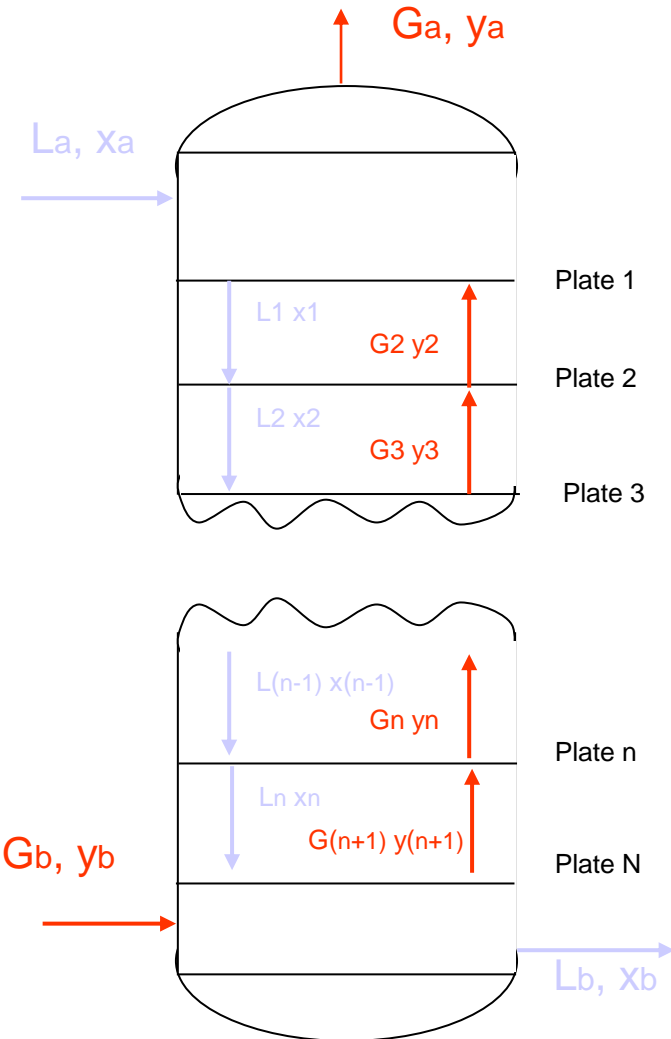 Ga, ya
La, xa
Plate 1
L1 x1
G2 y2
Plate 2
L2 x2
G3 y3
Plate 3
L(n-1) x(n-1)
Gn yn
Plate n
Ln xn
G(n+1) y(n+1)
Gb, yb
Plate N
Lb, xb